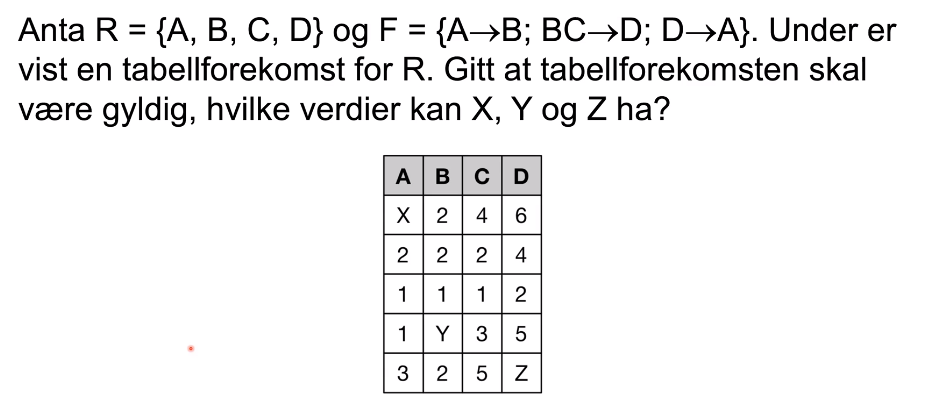 Anta R = {A, B, C, D} og F = {A→B; BC→D; D→A}. Under er
vist en tabellforekomst for R. Gitt at tabellforekomsten skal
være gyldig, hvilke verdier kan X, Y og Z ha?
A B C D
X 2 4 6
2 2 2 4
1 1 1 2
1 Y 3 5
3 2 5 Z